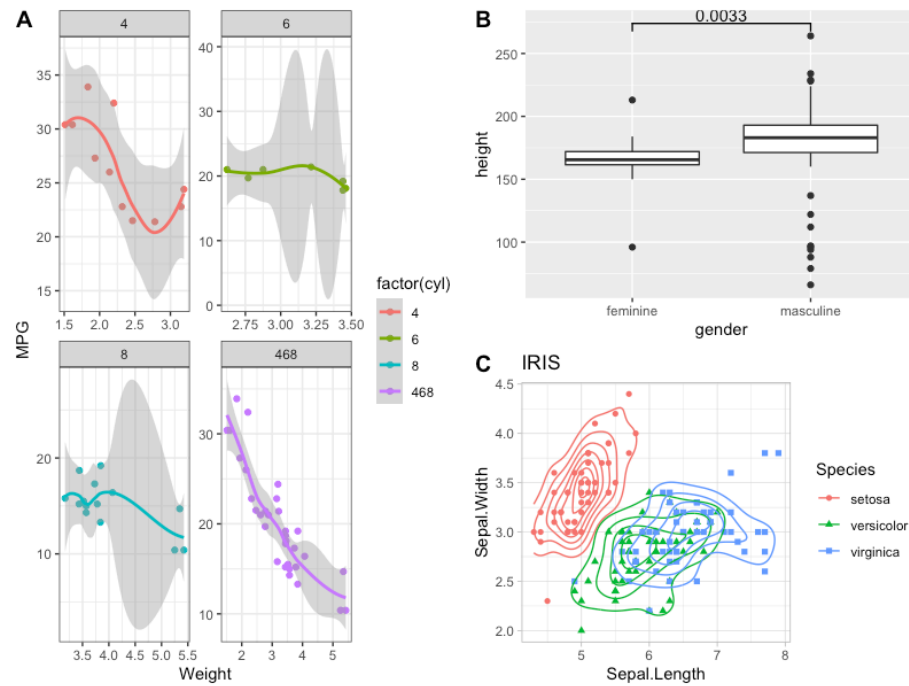 A
4
6
MPG
35
30
25
20
15
1.5 2.0 2.5 3.0
40
30
20
10
0
2.75 3.00 3.25 3.50
8
468
20
10
3.5 4.0 4.5 5.0 5.5
30
20
10
2 3 4 5
Weight
factor(cyl)
4
6
8
468
B
0.0033
height
250
200
150
100
feminine masculine
gender
C IRIS
Sepal.Width
4.5
4.0
3.5
3.0
2.5
2.0
5 6 7 8
Sepal.Length
Species
setosa
versicolor
virginica